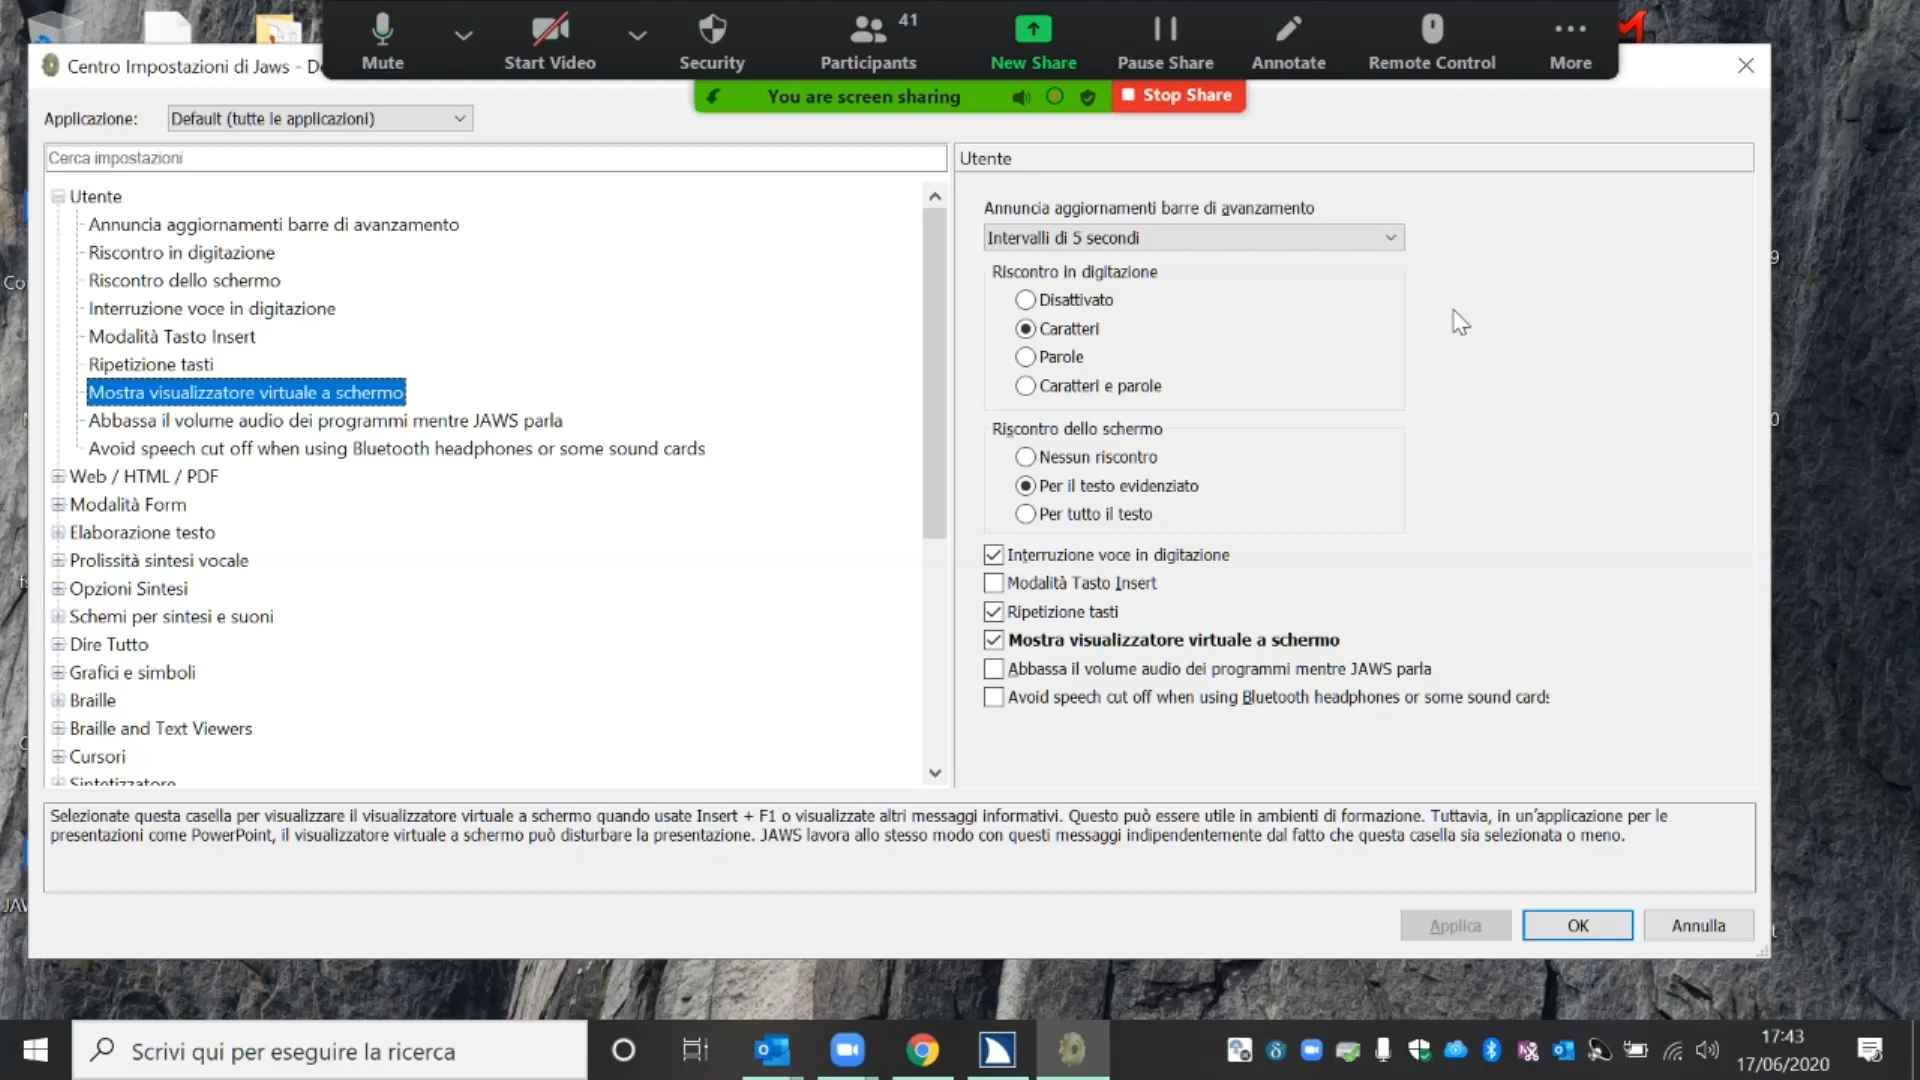 Mute
Start Video
Security
Participants
41
New Share
Pause Share
Annotate
Remote Control
More
Centro Impostazioni di Jaws -
You are screen sharing
Stop Share
Applicazione:
Default (tutte le applicazioni)
Cerca impostazioni
Utente
Annuncia aggiornamenti barre di avanzamento
Riscontro in digitazione
Riscontro dello schermo
Interruzione voce in digitazione
Modalità Tasto Insert
Ripetizione tasti
Mostra visualizzatore virtuale a schermo
Abbassa il volume audio dei programmi mentre JAWS parla
Avoid speech cut off when using Bluetooth headphones or some sound cards
Web / HTML / PDF
Modalità Form
Elaborazione testo
Prolissità sintesi vocale
Opzioni Sintesi
Schemi per sintesi e suoni
Dire Tutto
Grafici e simboli
Braille
Braille and Text Viewers
Cursori
Sintetizzatore
Utente
Annuncia aggiornamenti barre di avanzamento
Intervalli di 5 secondi
Riscontro in digitazione
Disattivato
Caratteri
Parole
Caratteri e parole
Riscontro dello schermo
Nessun riscontro
Per il testo evidenziato
Per tutto il testo
Interruzione voce in digitazione
Modalità Tasto Insert
Ripetizione tasti
Mostra visualizzatore virtuale a schermo
Abbassa il volume audio dei programmi mentre JAWS parla
Avoid speech cut off when using Bluetooth headphones or some sound cards
Selezionate questa casella per visualizzare il visualizzatore virtuale a schermo quando usate Insert + F1 o visualizzate altri messaggi informativi. Questo può essere utile in ambienti di formazione. Tuttavia, in un'applicazione per le
presentazioni come PowerPoint, il visualizzatore virtuale a schermo può disturbare la presentazione. JAWS lavora allo stesso modo con questi messaggi indipendentemente dal fatto che questa casella sia selezionata o meno.
Applica
OK
Annulla
Scrivi qui per eseguire la ricerca
17:43
17/06/2020